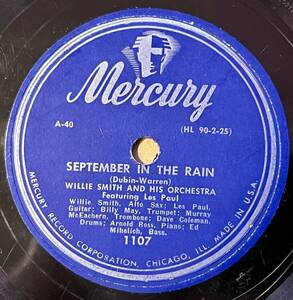 Mercury
A-40
(HL 90-2-25)
SEPTEMBER IN THE RAIN
(Dubin-Warren)
WILLIE SMITH AND HIS ORCHESTRA
Featuring Les Paul
Willie Smith, Alto Sax; Les Paul,
Guitar; Billy May, Trumpet; Murray
McEachern, Trombone; Dave Coleman,
Drums; Arnold Ross, Piano; Ed
Mihelich, Bass.
1107
MERCURY RECORD CORPORATION, CHICAGO, ILL. MADE IN U.S.A.